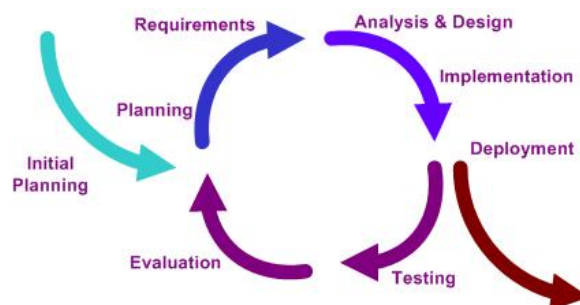 Requirements
Analysis & Design
Implementation
Planning
Deployment
Initial
Planning
Evaluation
Testing